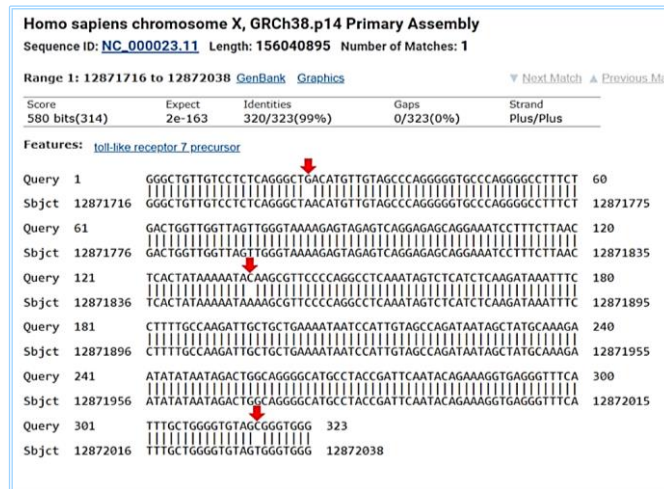 Homo sapiens chromosome X, GRCh38.p14 Primary Assembly
Sequence ID: NC_000023.11 Length: 156040895 Number of Matches: 1
Range 1: 12871716 to 12872038 GenBank Graphics ▼ Next Match ▲ Previous Ma
Score Expect Identities Gaps Strand
580 bits(314) 2e-163 320/323(99%) 0/323(0%) Plus/Plus
Features: toll-like receptor 7 precursor
Query 1 GGGCTGTTGTCCTCTCAGGGCTGACATGTTGTAGCCCAGGGGGTGCCCAGGGGCCTTTCT 60
Sbjct 12871716 GGGCTGTTGTCCTCTCAGGGCTAACATGTTGTAGCCCAGGGGGTGCCCAGGGGCCTTTCT 12871775
Query 61 GACTGGTTGGTTAGTTGGGTAAAAGAGTAGAGTCAGGAGAGCAGGAAATCCTTTCTTAAC 120
Sbjct 12871776 GACTGGTTGGTTAGTTGGGTAAAAGAGTAGAGTCAGGAGAGCAGGAAATCCTTTCTTAAC 12871835
Query 121 TCACTATAAAAATACAAGCGTTCCCCAGGCCTCAAATAGTCTCATCTCAAGATAAATTTC 180
Sbjct 12871836 TCACTATAAAAATAAAAGCGTTCCCCAGGCCTCAAATAGTCTCATCTCAAGATAAATTTC 12871895
Query 181 CTTTTGCCAAGATTGCTGCTGAAAATAATCCATTGTAGCCAGATAATAGCTATGCAAAGA 240
Sbjct 12871896 CTTTTGCCAAGATTGCTGCTGAAAATAATCCATTGTAGCCAGATAATAGCTATGCAAAGA 12871955
Query 241 ATATATAATAGACTGGCAGGGGCATGCCTACCGATTCAATACAGAAAGGTGAGGGTTTCA 300
Sbjct 12871956 ATATATAATAGACTGGCAGGGGCATGCCTACCGATTCAATACAGAAAGGTGAGGGTTTCA 12872015
Query 301 TTTGCTGGGGTGTAGCGGGTGGG 323
Sbjct 12872016 TTTGCTGGGGTGTAGTGGGTGGG 12872038